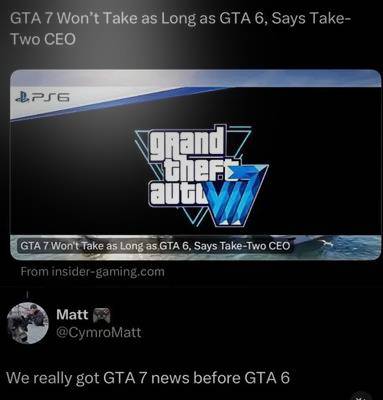 GTA 7 Won't Take as Long as GTA 6, Says Take-
Two CEO
PS6
grand
theft
auto VII
GTA 7 Won't Take as Long as GTA 6, Says Take-Two CEO
From insider-gaming.com
Matt 🎮
@CymroMatt
We really got GTA 7 news before GTA 6